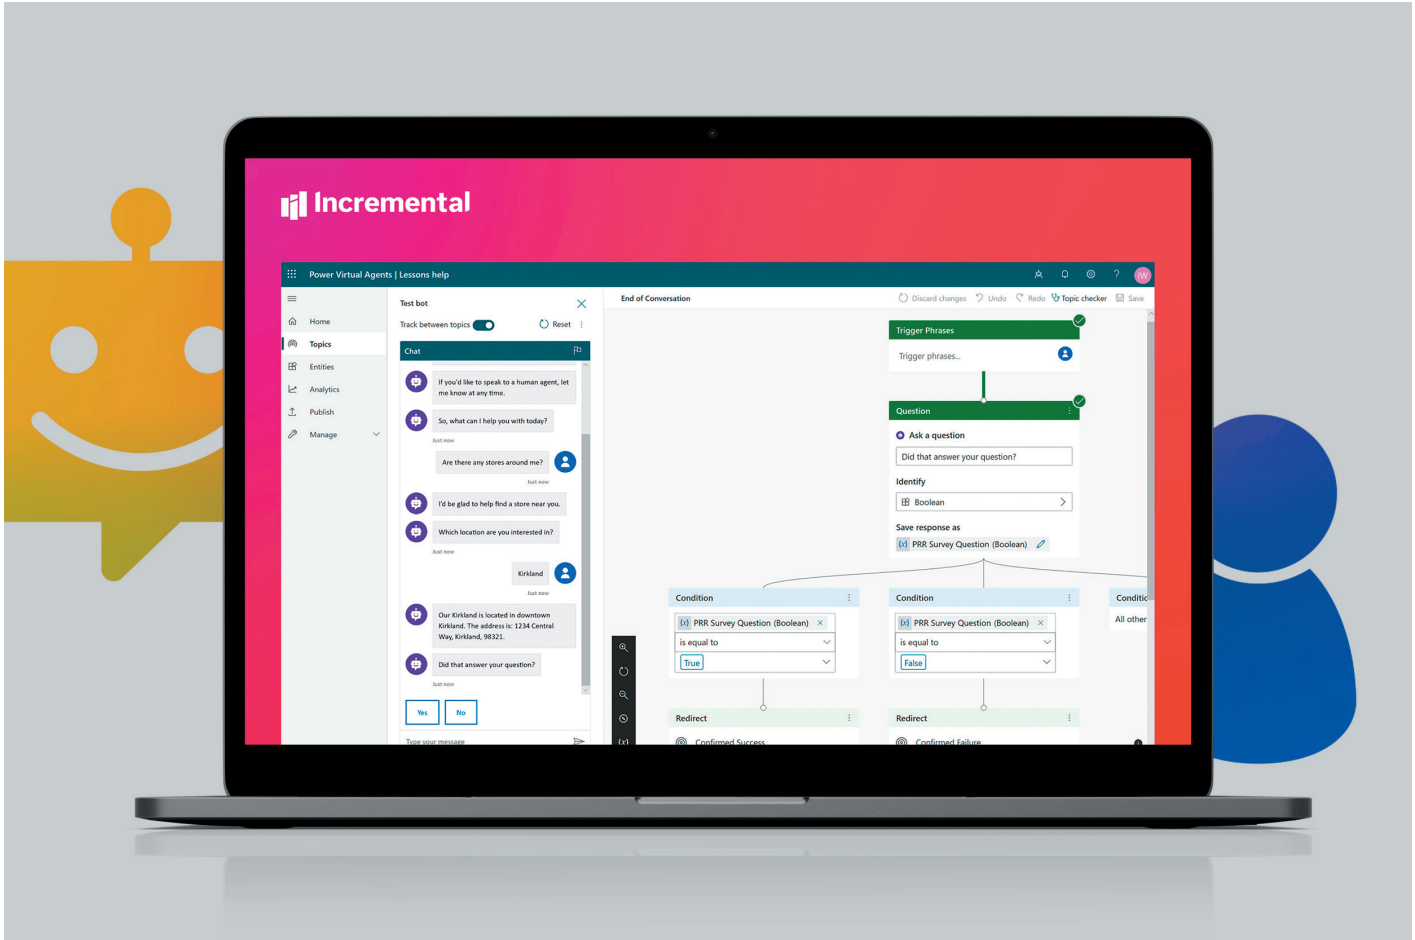 Incremental
Power Virtual Agents | Lessons help
IW
Home
Topics
Entities
Analytics
Publish
Manage
Test bot
Track between topics
Reset
Chat
If you'd like to speak to a human agent, let
me know at any time.
So, what can I help you with today?
Just now
Are there any stores around me?
Just now
I'd be glad to help find a store near you.
Which location are you interested in?
Just now
Kirkland
Just now
Our Kirkland is located in downtown
Kirkland. The address is: 1234 Central
Way, Kirkland, 98321.
Did that answer your question?
Just now
Yes
No
Type your message
End of Conversation
Discard changes
Undo
Redo
Topic checker
Save
Trigger Phrases
Trigger phrases...
Question
Ask a question
Did that answer your question?
Identify
Boolean
Save response as
{x} PRR Survey Question (Boolean)
Condition
{x} PRR Survey Question (Boolean)
is equal to
True
Redirect
Confirmed Success
Condition
{x} PRR Survey Question (Boolean)
is equal to
False
Redirect
Confirmed Failure
Conditic
All other
{x}